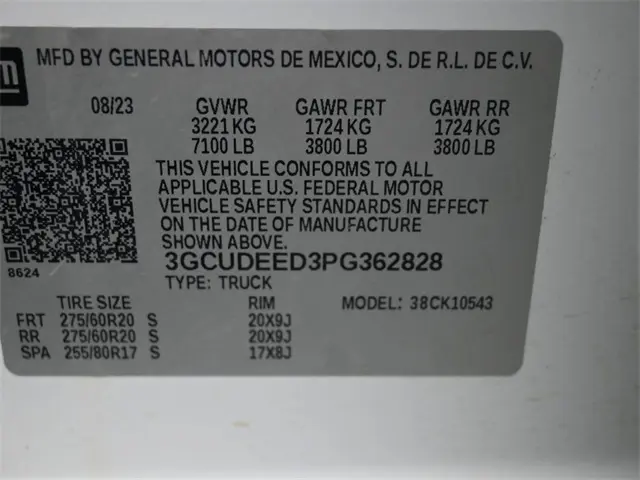 gm MFD BY GENERAL MOTORS DE MEXICO, S. DE R.L. DE C.V.
08/23 GVWR GAWR FRT GAWR RR
3221 KG 1724 KG 1724 KG
7100 LB 3800 LB 3800 LB
THIS VEHICLE CONFORMS TO ALL
APPLICABLE U.S. FEDERAL MOTOR
VEHICLE SAFETY STANDARDS IN EFFECT
ON THE DATE OF MANUFACTURE
SHOWN ABOVE.
8624 3GCUDEED3PG362828
TYPE: TRUCK
TIRE SIZE RIM MODEL: 38CK10543
FRT 275/60R20 S 20X9J
RR 275/60R20 S 20X9J
SPA 255/80R17 S 17X8J